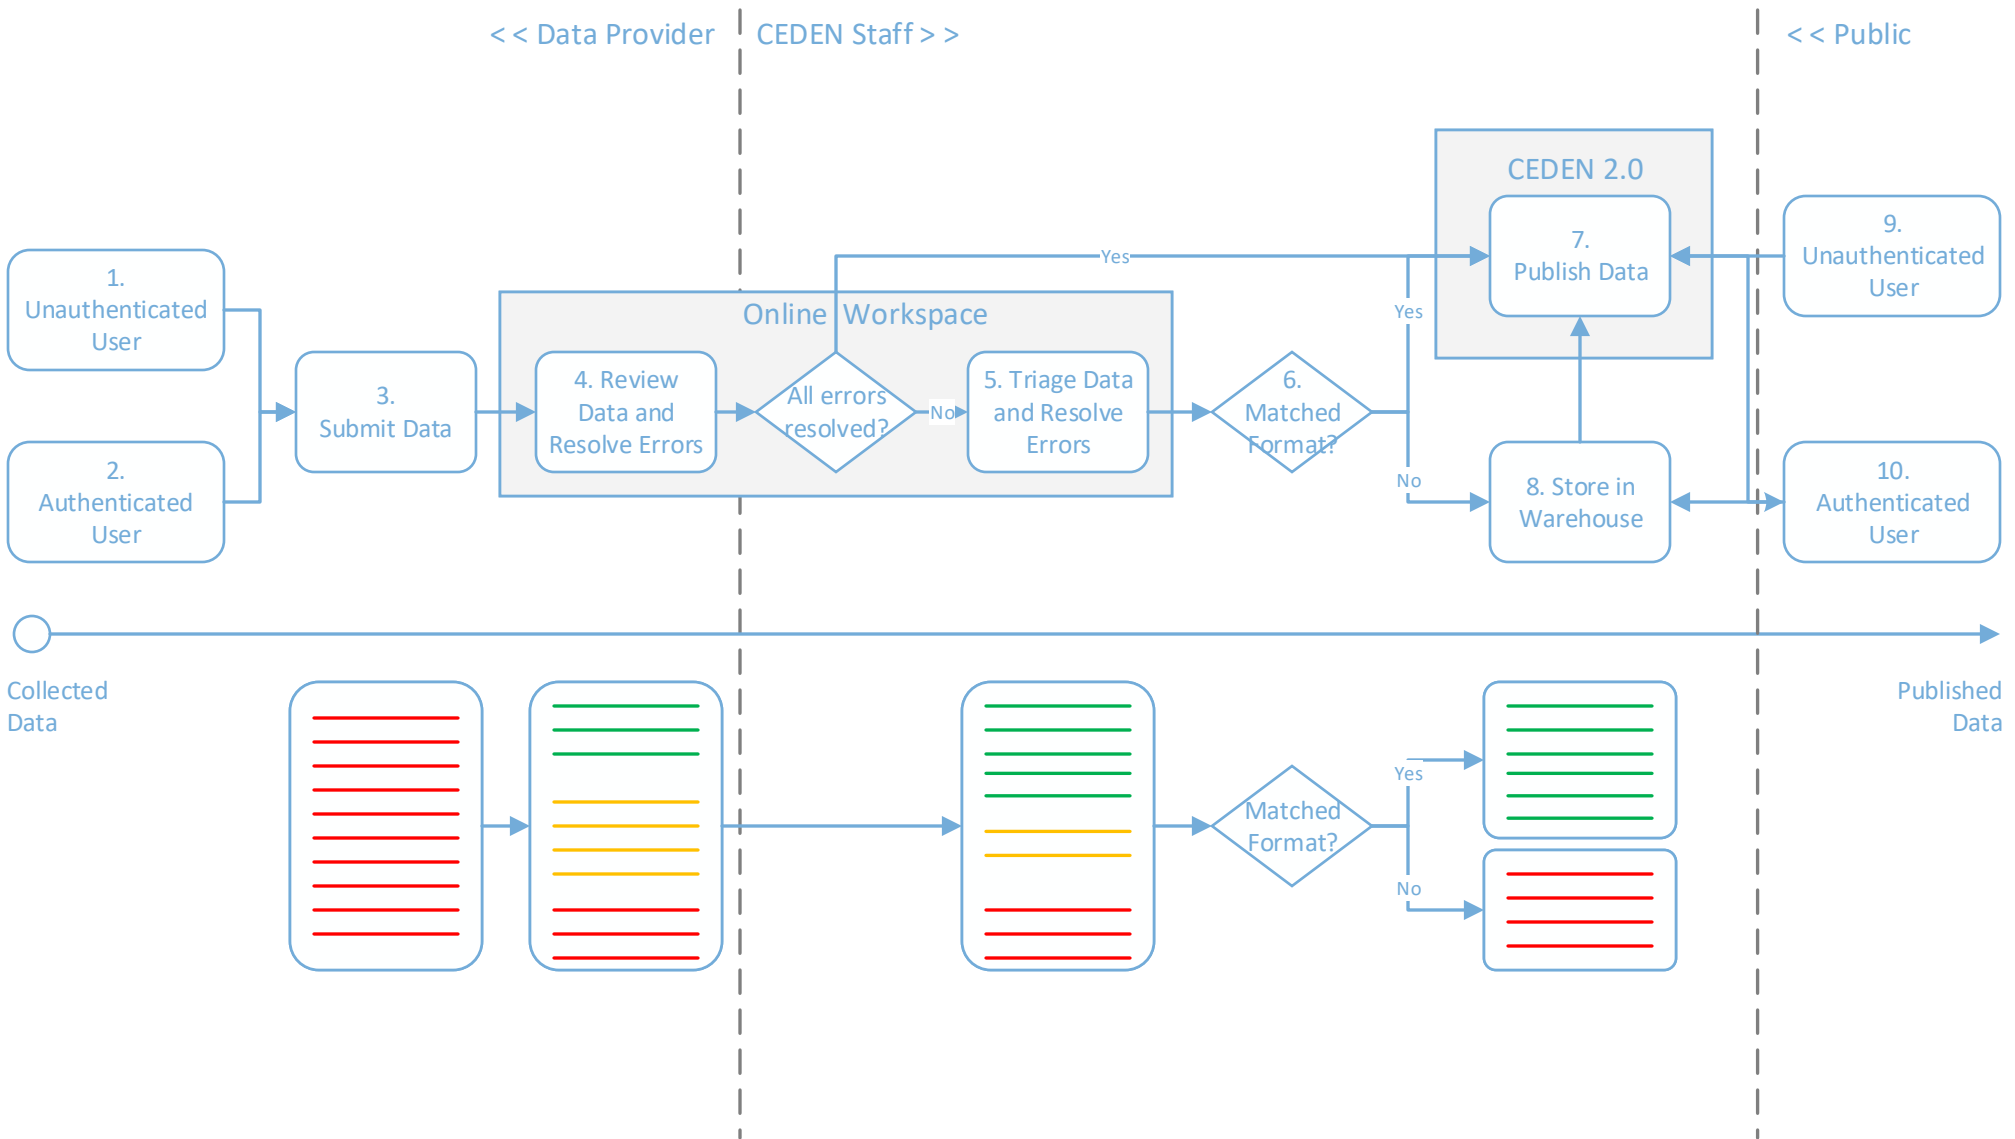 < < Data Provider
CEDEN Staff > >
< < Public
CEDEN 2.0
1.
Unauthenticated
User
2.
Authenticated
User
3.
Submit Data
Online Workspace
4. Review
Data and
Resolve Errors
All errors
resolved?
Yes
No
5. Triage Data
and Resolve
Errors
6.
Matched
Format?
Yes
No
7.
Publish Data
8. Store in
Warehouse
9.
Unauthenticated
User
10.
Authenticated
User
Collected
Data
Published
Data
Matched
Format?
Yes
No